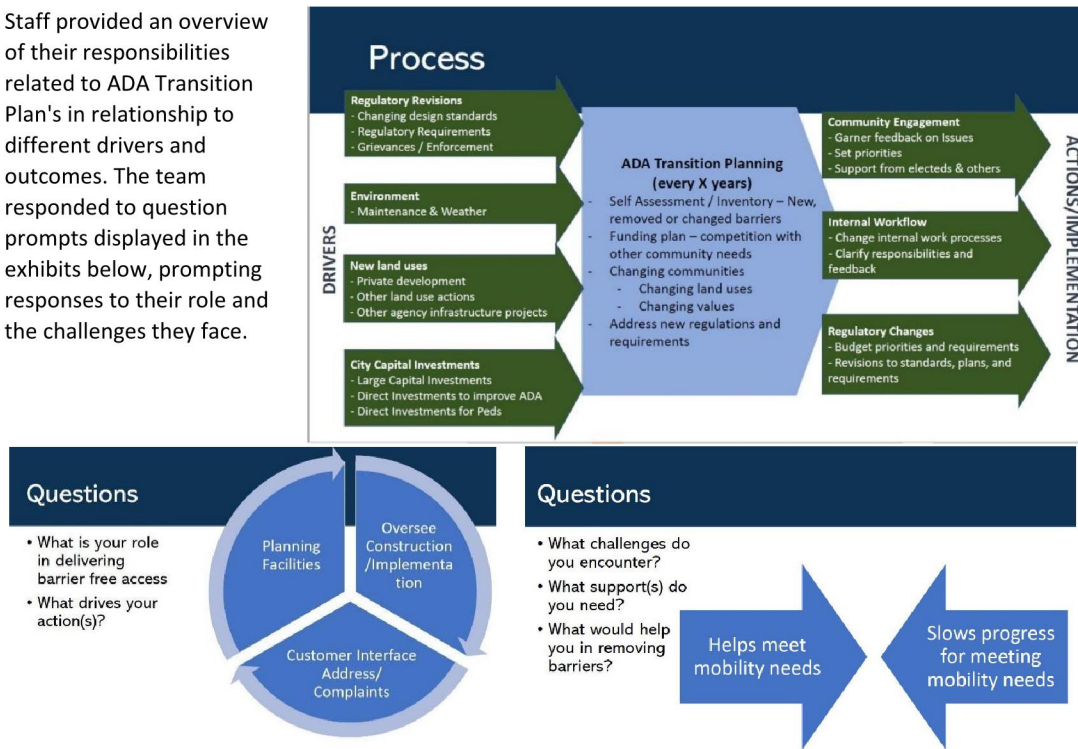 Staff provided an overview
of their responsibilities
related to ADA Transition
Plan's in relationship to
different drivers and
outcomes. The team
responded to question
prompts displayed in the
exhibits below, prompting
responses to their role and
the challenges they face.
Process
DRIVERS
Regulatory Revisions
- Changing design standards
- Regulatory Requirements
- Grievances / Enforcement
Environment
- Maintenance & Weather
New land uses
- Private development
- Other land use actions
- Other agency infrastructure projects
City Capital Investments
- Large Capital Investments
- Direct Investments to improve ADA
- Direct Investments for Peds
ADA Transition Planning
(every X years)
- Self Assessment / Inventory – New,
removed or changed barriers
- Funding plan – competition with
other community needs
- Changing communities
- Changing land uses
- Changing values
- Address new regulations and
requirements
Community Engagement
- Garner feedback on Issues
- Set priorities
- Support from electeds & others
Internal Workflow
- Change internal work processes
- Clarify responsibilities and
feedback
Regulatory Changes
- Budget priorities and requirements
- Revisions to standards, plans, and
requirements
ACTIONS/IMPLEMENTATION
Questions
• What is your role
in delivering
barrier free access
• What drives your
action(s)?
Planning
Facilities
Oversee
Construction
/Implementa
tion
Customer Interface
Address/
Complaints
Questions
• What challenges do
you encounter?
• What support(s) do
you need?
• What would help
you in removing
barriers?
Helps meet
mobility needs
Slows progress
for meeting
mobility needs